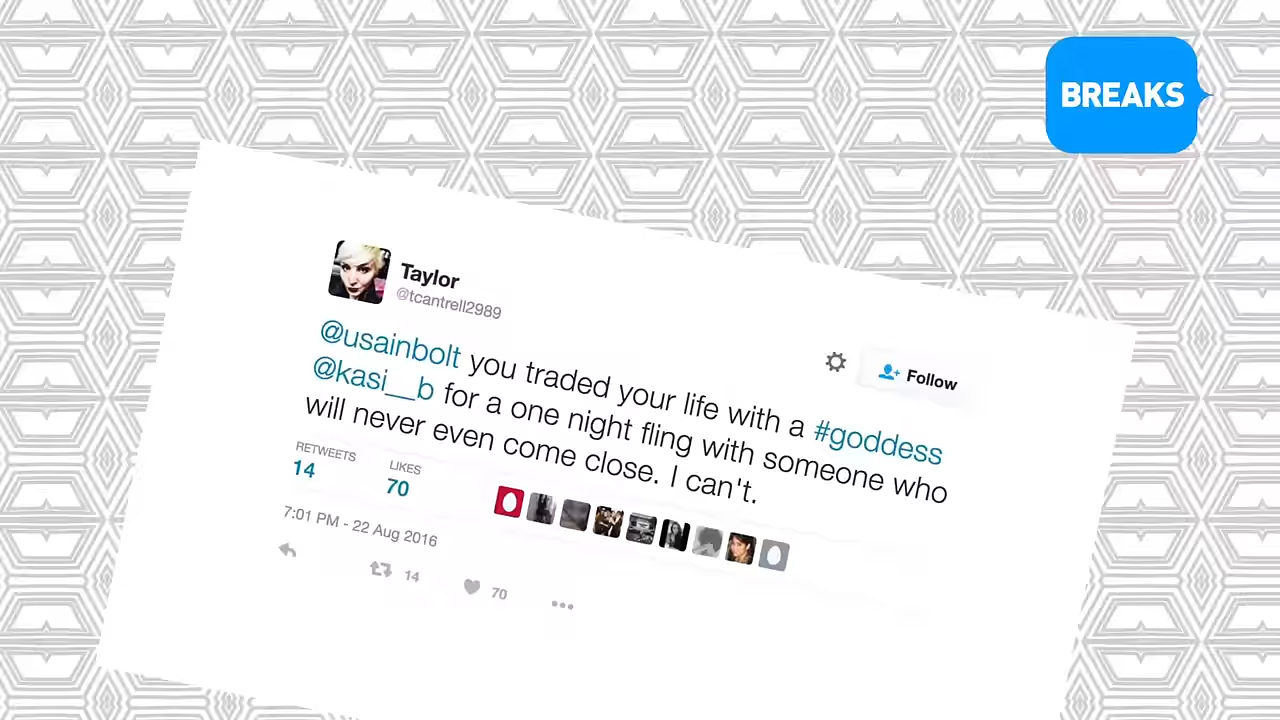 BREAKS
Taylor
@tcantrell2989
Follow
@usainbolt you traded your life with a #goddess
@kasi__b for a one night fling with someone who
will never even come close. I can't.
RETWEETS LIKES
14 70
7:01 PM - 22 Aug 2016
14 70